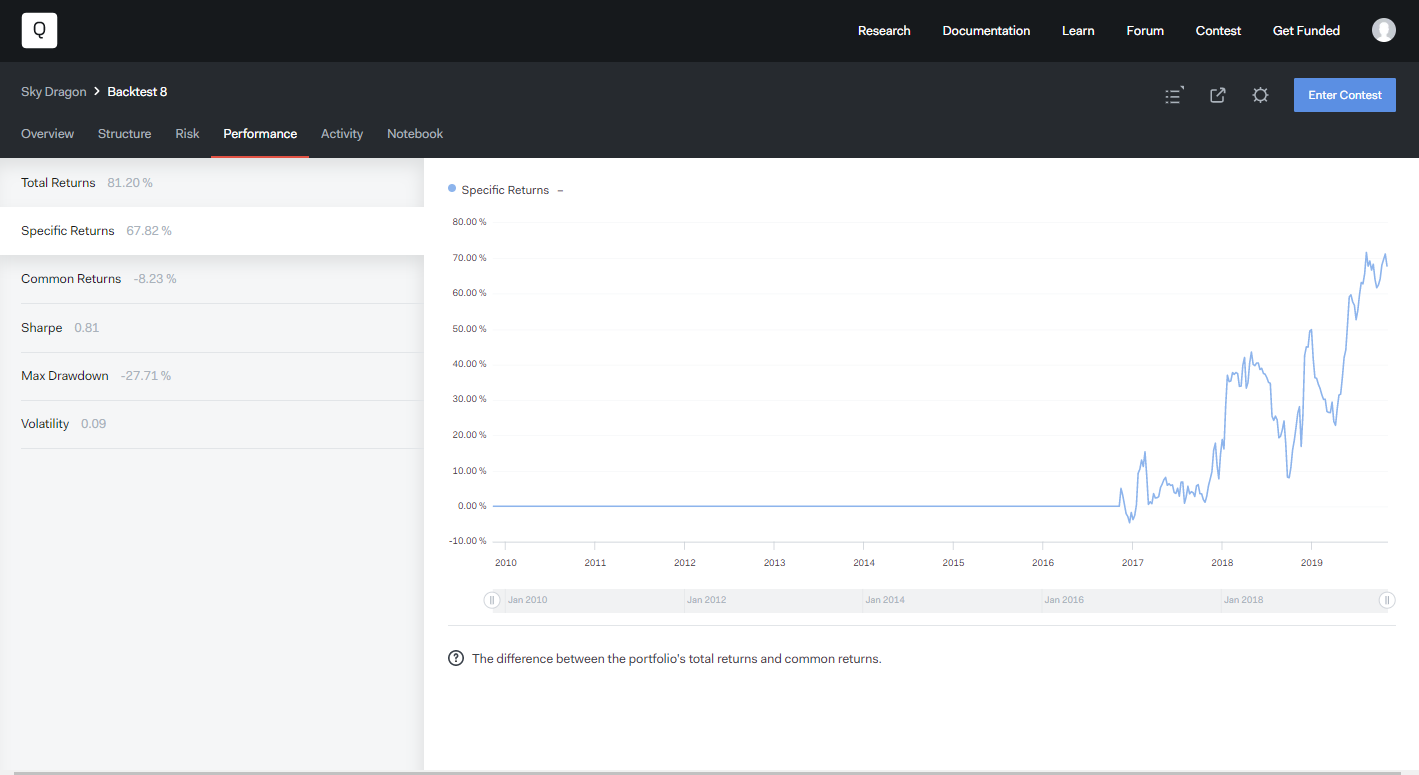 Q
Research Documentation Learn Forum Contest Get Funded
Sky Dragon > Backtest 8
Enter Contest
Overview Structure Risk Performance Activity Notebook
Total Returns 81.20 %
Specific Returns 67.82 %
Common Returns -8.23 %
Sharpe 0.81
Max Drawdown -27.71 %
Volatility 0.09
Specific Returns –
80.00 %
70.00 %
60.00 %
50.00 %
40.00 %
30.00 %
20.00 %
10.00 %
0.00 %
-10.00 %
2010 2011 2012 2013 2014 2015 2016 2017 2018 2019
Jan 2010 Jan 2012 Jan 2014 Jan 2016 Jan 2018
? The difference between the portfolio's total returns and common returns.